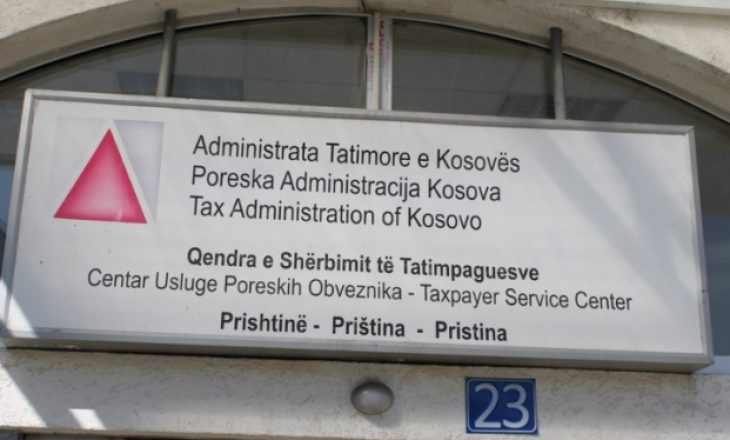 Administrata Tatimore e Kosovës
Poreska Administracija Kosova
Tax Administration of Kosovo
Qendra e Shërbimit të Tatimpaguesve
Centar Usluge Poreskih Obveznika - Taxpayer Service Center
Prishtinë - Priština - Pristina
23